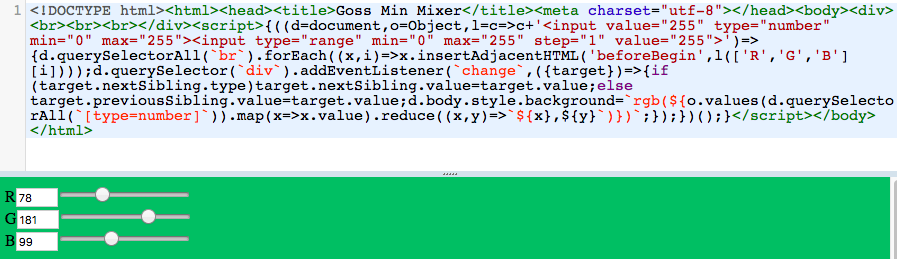 1 <!DOCTYPE html><html><head><title>Goss Min Mixer</title><meta charset="utf-8"></head><body><div>
<br><br><br></div><script>{((d=document,o=Object,l=c=>c+'<input value="255" type="number"
min="0" max="255"><input type="range" min="0" max="255" step="1" value="255">')=>
{d.querySelectorAll(`br`).forEach((x,i)=>x.insertAdjacentHTML('beforeBegin',l(['R','G','B']
[i])));d.querySelector(`div`).addEventListener(`change`,({target})=>{if
(target.nextSibling.type)target.nextSibling.value=target.value;else
target.previousSibling.value=target.value;d.body.style.background=`rgb(${o.values(d.querySelecto
rAll(`[type=number]`)).map(x=>x.value).reduce((x,y)=>`${x},${y}`)})`;});})();}</script></body>
</html>
R 78
G 181
B 99